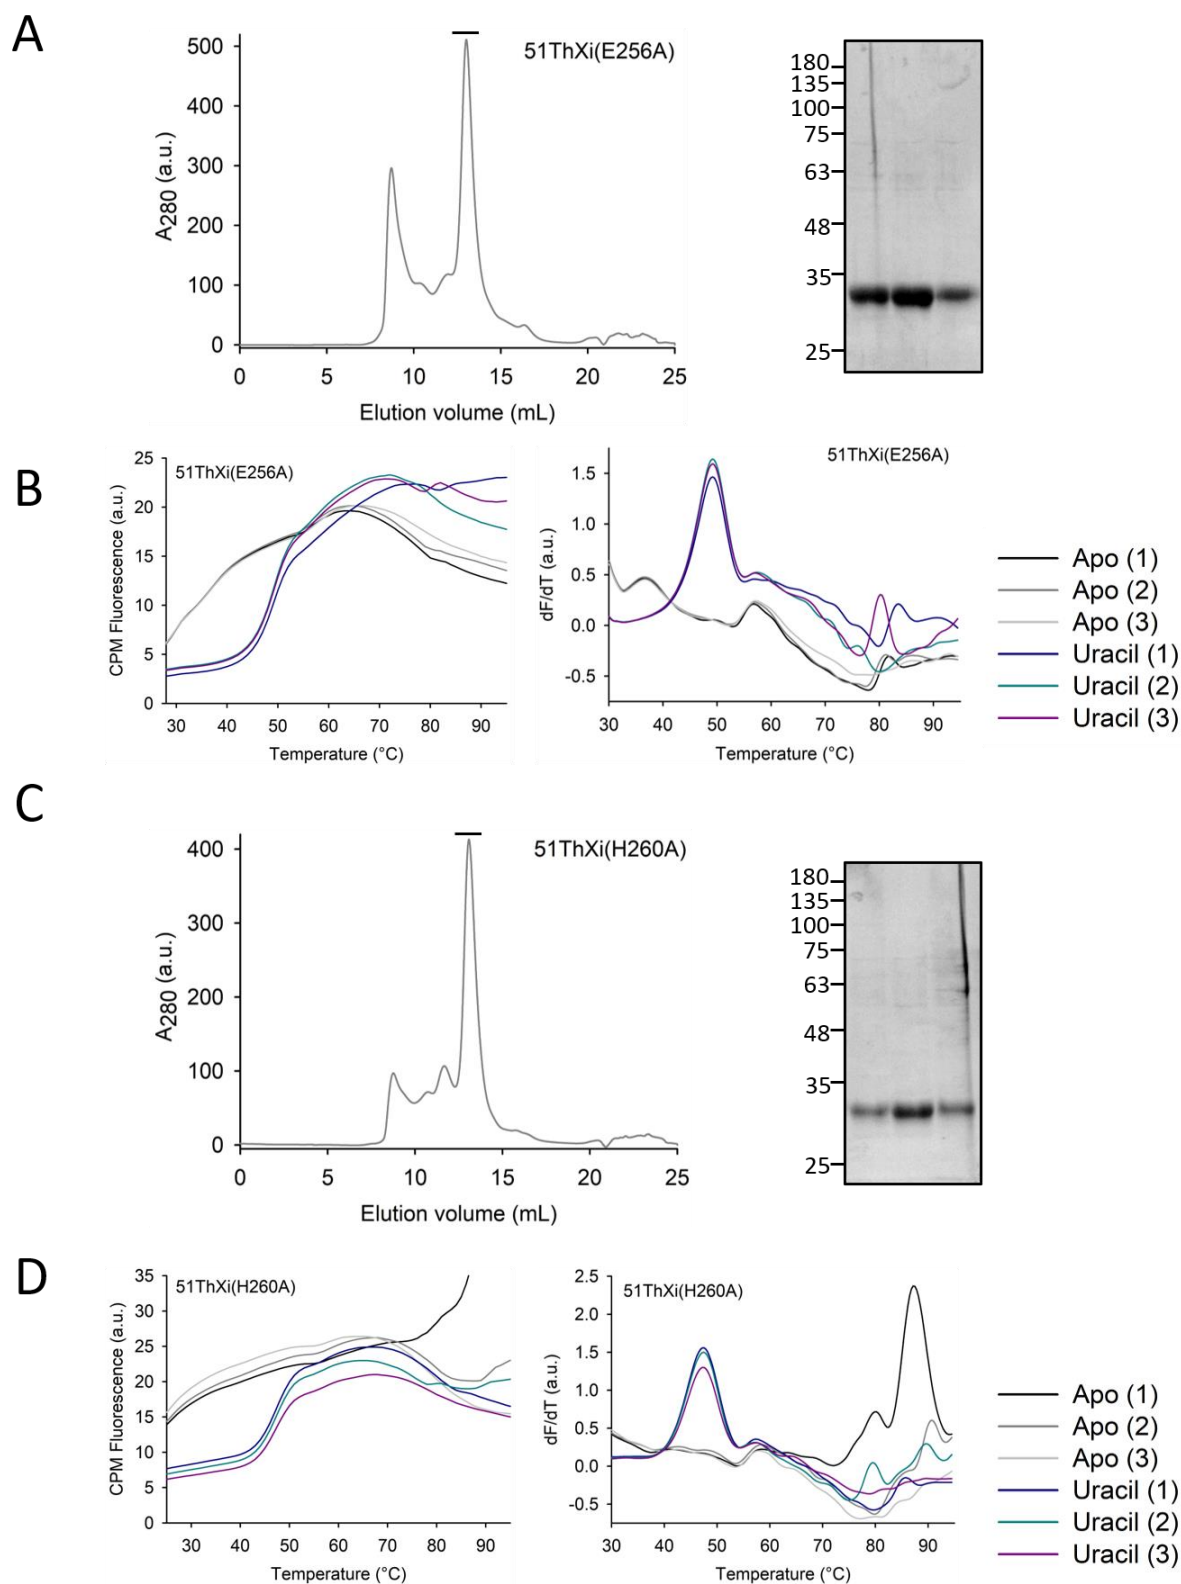 A
51ThXi(E256A)
500
400
300
200
100
0
A280 (a.u.)
0 5 10 15 20 25
Elution volume (mL)
180
135
100
75
63
48
35
25
B
51ThXi(E256A)
25
20
15
10
5
0
CPM Fluorescence (a.u.)
30 40 50 60 70 80 90
Temperature (°C)
51ThXi(E256A)
1.5
1.0
0.5
0.0
-0.5
dF/dT (a.u.)
30 40 50 60 70 80 90
Temperature (°C)
Apo (1)
Apo (2)
Apo (3)
Uracil (1)
Uracil (2)
Uracil (3)
C
51ThXi(H260A)
400
300
200
100
0
A280 (a.u.)
0 5 10 15 20 25
Elution volume (mL)
180
135
100
75
63
48
35
25
D
51ThXi(H260A)
35
30
25
20
15
10
5
0
CPM Fluorescence (a.u.)
30 40 50 60 70 80 90
Temperature (°C)
51ThXi(H260A)
2.5
2.0
1.5
1.0
0.5
0.0
-0.5
dF/dT (a.u.)
30 40 50 60 70 80 90
Temperature (°C)
Apo (1)
Apo (2)
Apo (3)
Uracil (1)
Uracil (2)
Uracil (3)